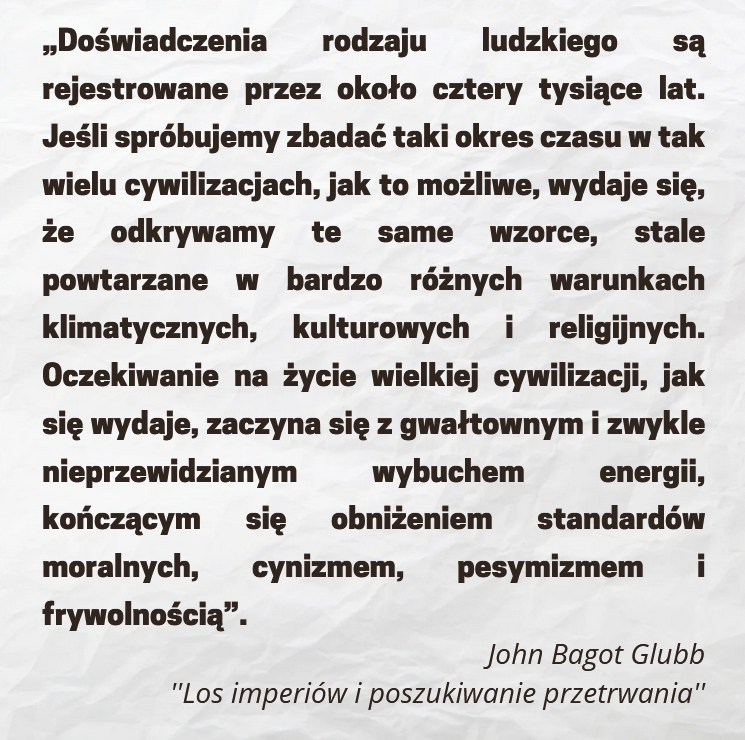 „Doświadczenia rodzaju ludzkiego są
rejestrowane przez około cztery tysiące lat.
Jeśli spróbujemy zbadać taki okres czasu w tak
wielu cywilizacjach, jak to możliwe, wydaje się,
że odkrywamy te same wzorce, stale
powtarzane w bardzo różnych warunkach
klimatycznych, kulturowych i religijnych.
Oczekiwanie na życie wielkiej cywilizacji, jak
się wydaje, zaczyna się z gwałtownym i zwykle
nieprzewidzianym wybuchem energii,
kończącym się obniżeniem standardów
moralnych, cynizmem, pesymizmem i
frywolnością”.
John Bagot Glubb
"Los imperiów i poszukiwanie przetrwania"